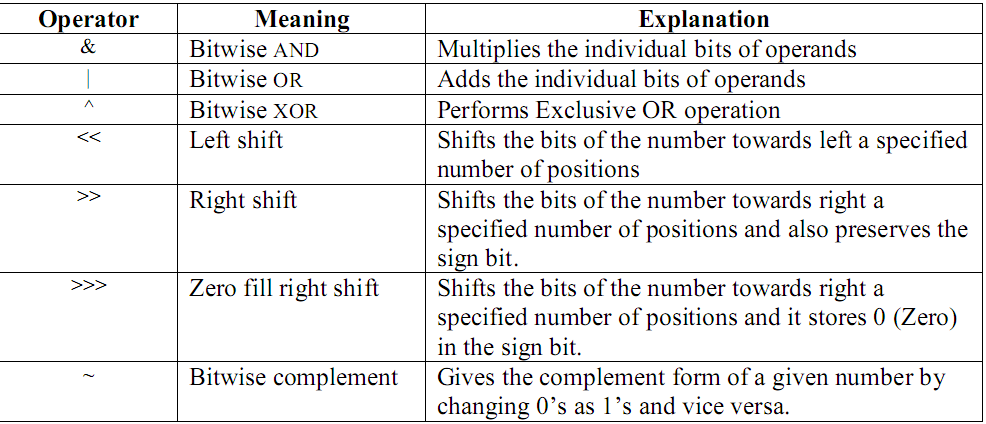 Operator Meaning Explanation
& Bitwise AND Multiplies the individual bits of operands
| Bitwise OR Adds the individual bits of operands
^ Bitwise XOR Performs Exclusive OR operation
<< Left shift Shifts the bits of the number towards left a specified
number of positions
>> Right shift Shifts the bits of the number towards right a
specified number of positions and also preserves the
sign bit.
>>> Zero fill right shift Shifts the bits of the number towards right a
specified number of positions and it stores 0 (Zero)
in the sign bit.
~ Bitwise complement Gives the complement form of a given number by
changing 0’s as 1’s and vice versa.